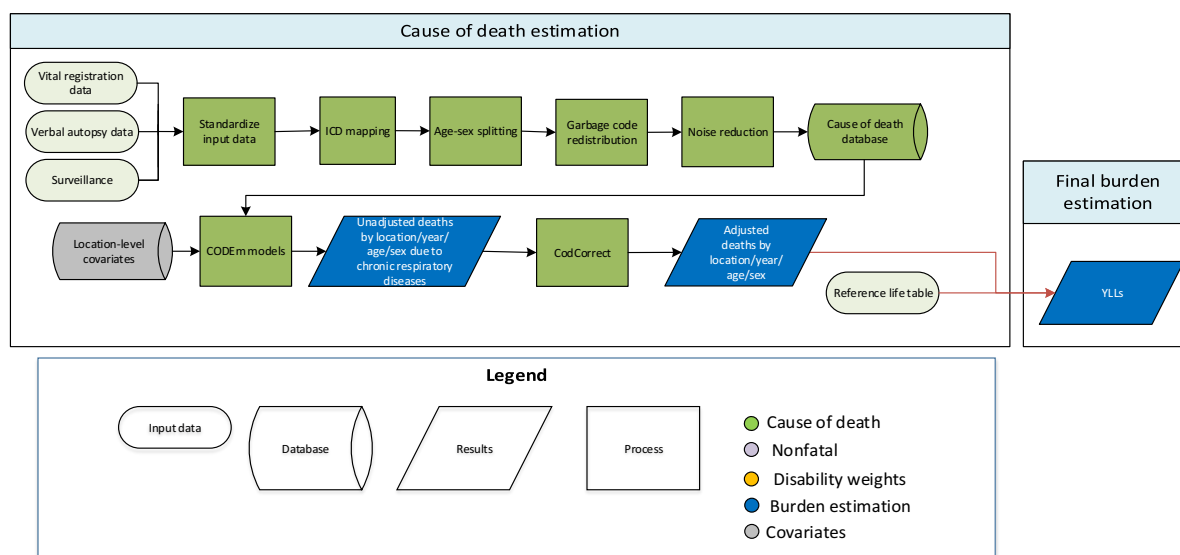 Cause of death estimation
Vital registration
data
Verbal autopsy data
Surveillance
Standardize
input data
ICD mapping
Age-sex splitting
Garbage code
redistribution
Noise reduction
Cause of death
database
Location-level
covariates
CODEm models
Unadjusted deaths
by location/year/
age/sex due to
chronic respiratory
diseases
CodCorrect
Adjusted
deaths by
location/year/
age/sex
Reference life table
Final burden
estimation
YLLs
Legend
Input data
Database
Results
Process
Cause of death
Nonfatal
Disability weights
Burden estimation
Covariates